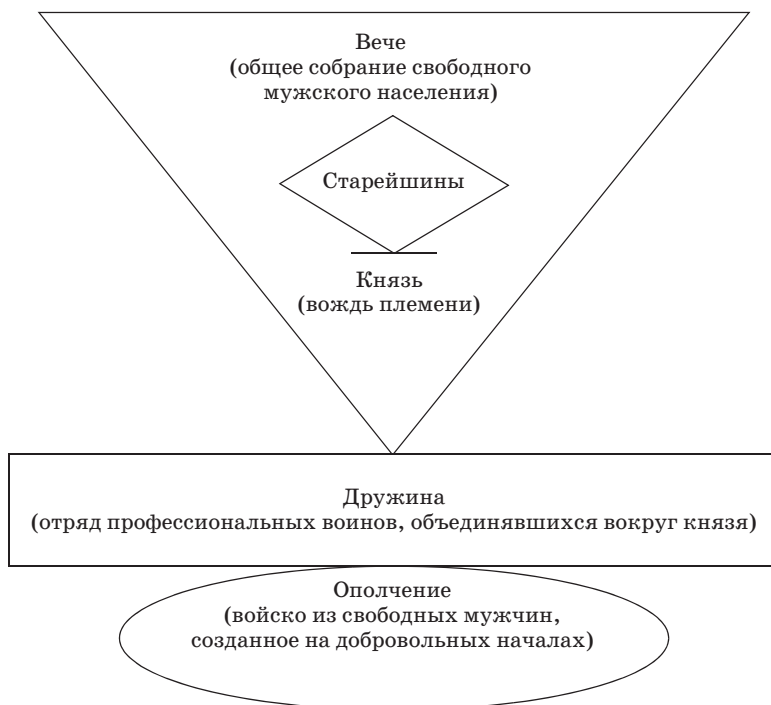 Вече
(общее собрание свободного
мужского населения)
Старейшины
Князь
(вождь племени)
Дружина
(отряд профессиональных воинов, объединявшихся вокруг князя)
Ополчение
(войско из свободных мужчин,
созданное на добровольных началах)